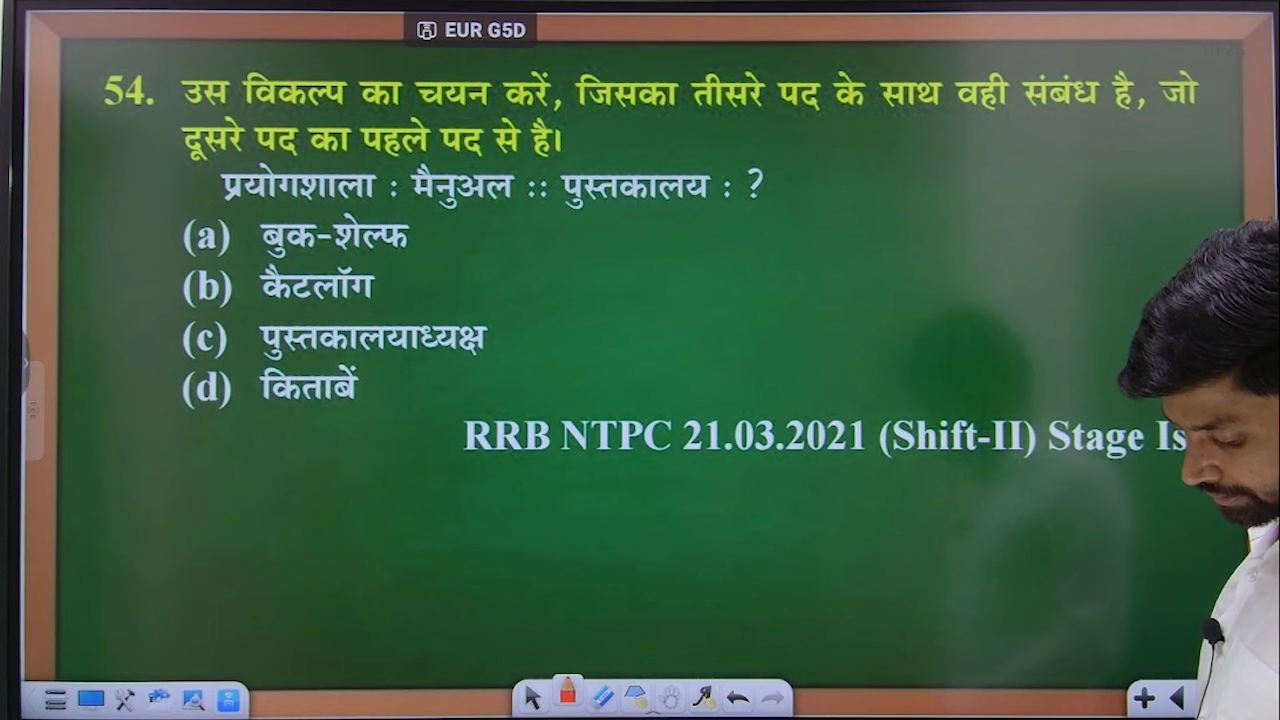 EUR G5D
54. उस विकल्प का चयन करें, जिसका तीसरे पद के साथ वही संबंध है, जो
दूसरे पद का पहले पद से है।
प्रयोगशाला : मैनुअल :: पुस्तकालय : ?
(a) बुक-शेल्फ
(b) कैटलॉग
(c) पुस्तकालयाध्यक्ष
(d) किताबें
RRB NTPC 21.03.2021 (Shift-II) Stage Is